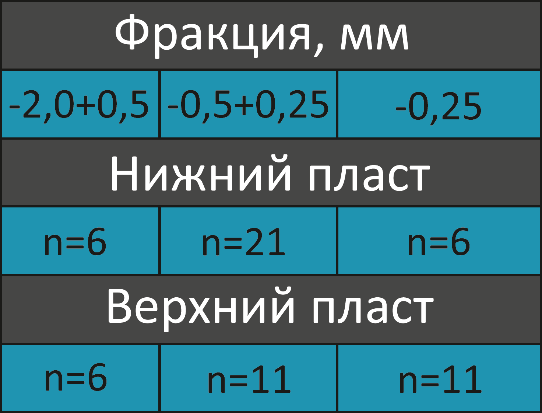 Фракция, мм
-2,0+0,5 -0,5+0,25 -0,25
Нижний пласт
n=6 n=21 n=6
Верхний пласт
n=6 n=11 n=11